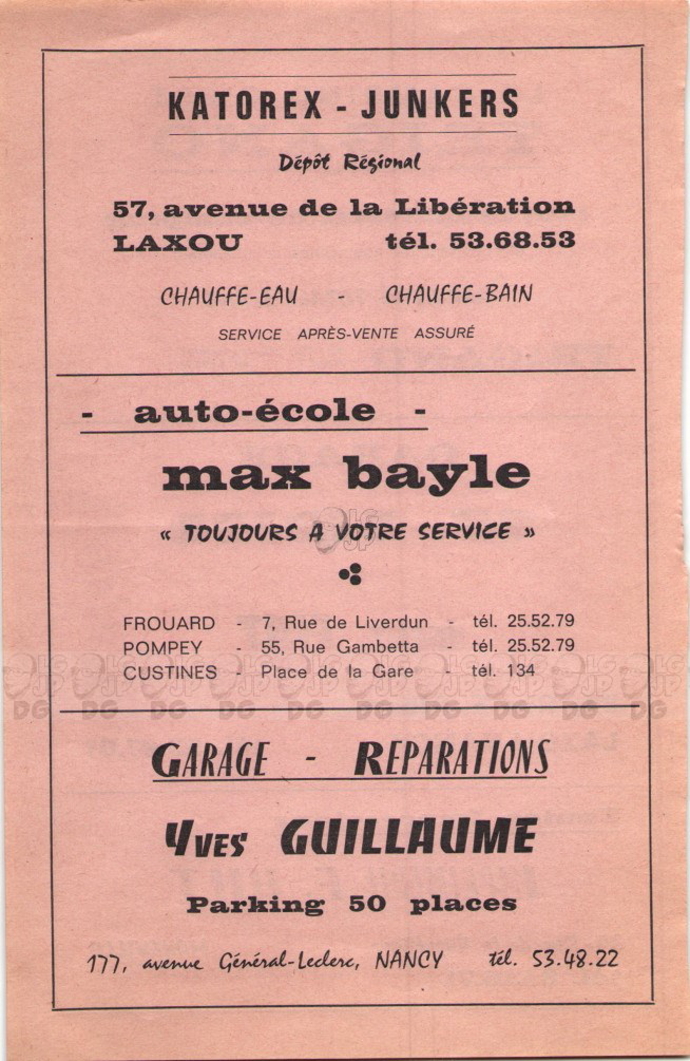 KATOREX - JUNKERS
Dépôt Régional
57, avenue de la Libération
LAXOU tél. 53.68.53
CHAUFFE-EAU - CHAUFFE-BAIN
SERVICE APRÈS-VENTE ASSURÉ
- auto-école -
max bayle
« TOUJOURS A VOTRE SERVICE »
FROUARD - 7, Rue de Liverdun - tél. 25.52.79
POMPEY - 55, Rue Gambetta - tél. 25.52.79
CUSTINES - Place de la Gare - tél. 134
GARAGE - REPARATIONS
YVES GUILLAUME
Parking 50 places
177, avenue Général-Leclerc, NANCY tél. 53.48.22